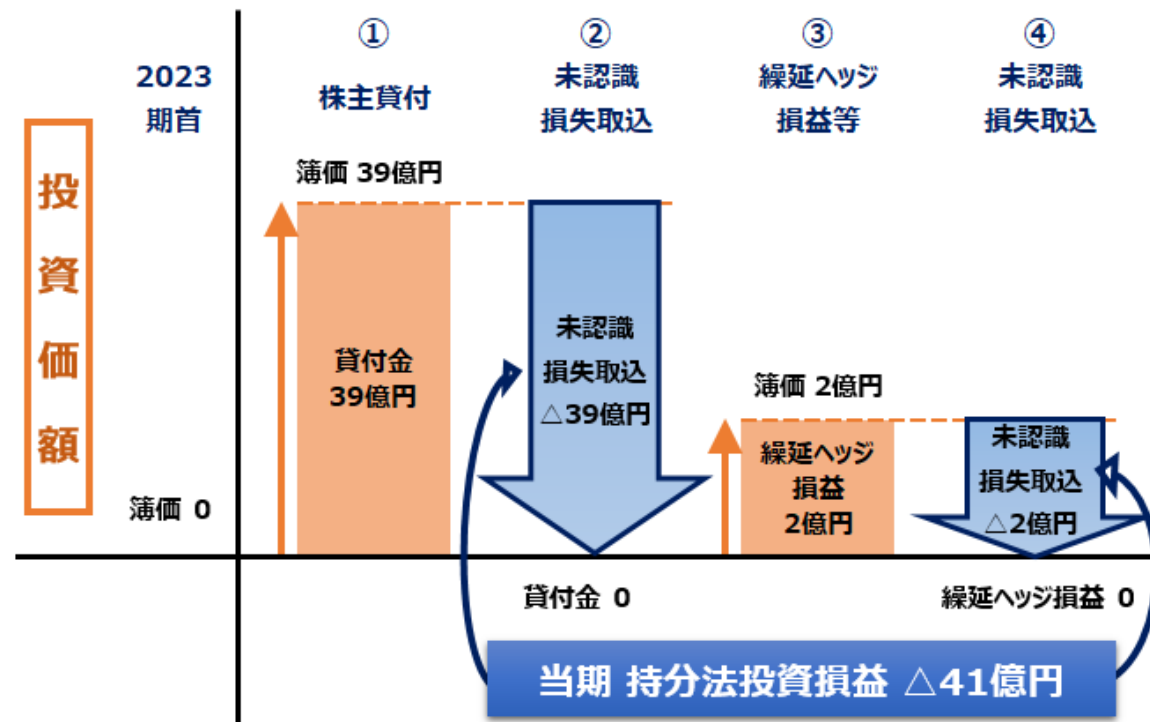 ①
②
③
④
2023
期首
株主貸付
未認識
損失取込
繰延ヘッジ
損益等
未認識
損失取込
投資価額
簿価 39億円
貸付金
39億円
未認識
損失取込
△39億円
簿価 2億円
繰延ヘッジ
損益
2億円
未認識
損失取込
△2億円
簿価 0
貸付金 0
繰延ヘッジ損益 0
当期 持分法投資損益 △41億円